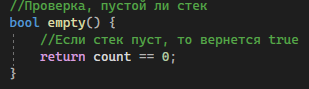 //Проверка, пустой ли стек
bool empty() {
//Если стек пуст, то вернется true
return count == 0;
}